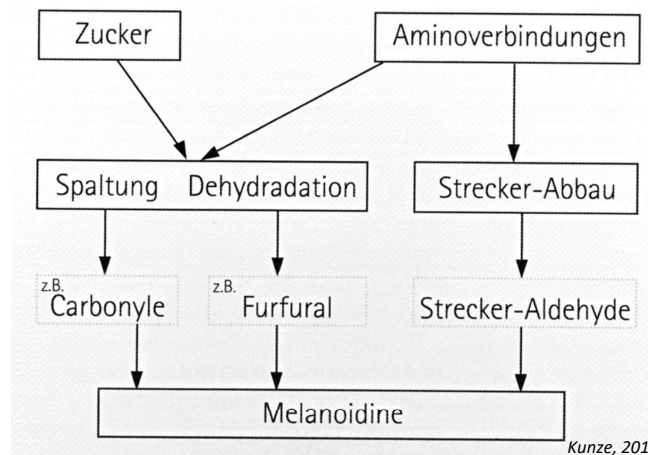 Zucker
Aminoverbindungen
Spaltung Dehydradation
Strecker-Abbau
z.B.
Carbonyle
z.B.
Furfural
Strecker-Aldehyde
Melanoidine
Kunze, 201